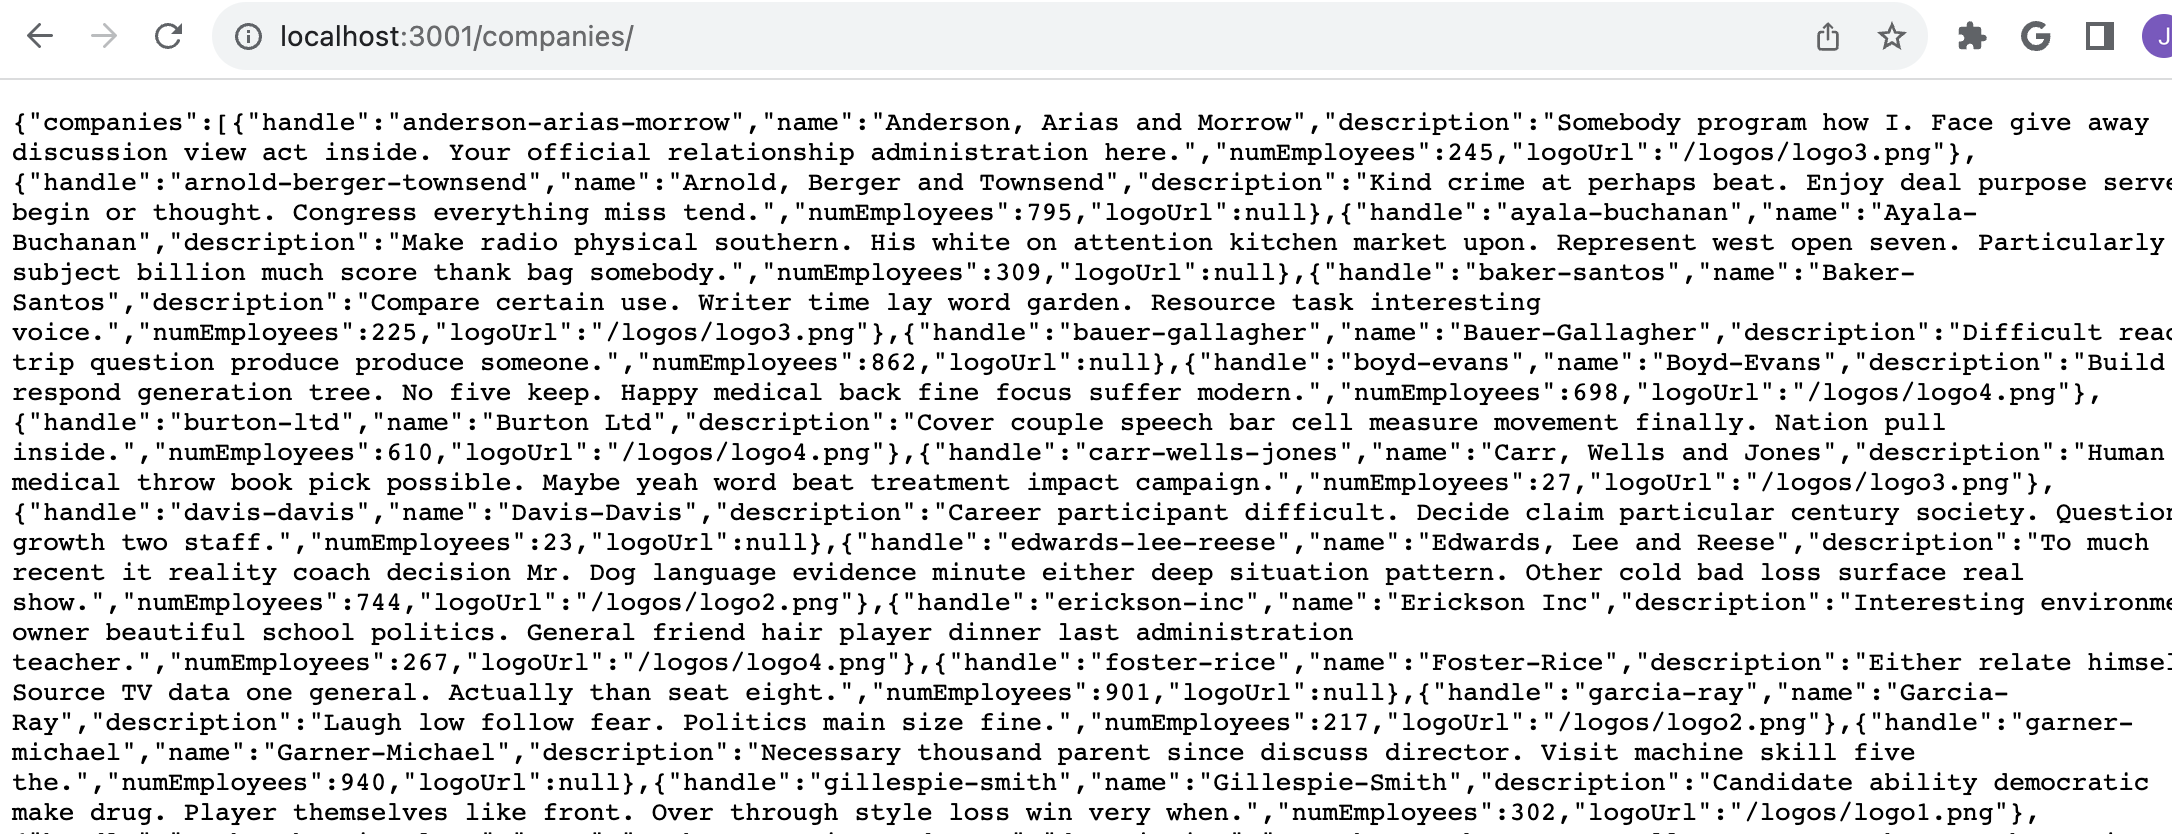 localhost:3001/companies/
J
{"companies":[{"handle":"anderson-arias-morrow","name":"Anderson, Arias and Morrow","description":"Somebody program how I. Face give away
discussion view act inside. Your official relationship administration here.","numEmployees":245,"logoUrl":"/logos/logo3.png"},
{"handle":"arnold-berger-townsend","name":"Arnold, Berger and Townsend","description":"Kind crime at perhaps beat. Enjoy deal purpose serve
begin or thought. Congress everything miss tend.","numEmployees":795,"logoUrl":null},{"handle":"ayala-buchanan","name":"Ayala-
Buchanan","description":"Make radio physical southern. His white on attention kitchen market upon. Represent west open seven. Particularly
subject billion much score thank bag somebody.","numEmployees":309,"logoUrl":null},{"handle":"baker-santos","name":"Baker-
Santos","description":"Compare certain use. Writer time lay word garden. Resource task interesting
voice.","numEmployees":225,"logoUrl":"/logos/logo3.png"},{"handle":"bauer-gallagher","name":"Bauer-Gallagher","description":"Difficult
trip question produce produce someone.","numEmployees":862,"logoUrl":null},{"handle":"boyd-evans","name":"Boyd-Evans","description":"Build
respond generation tree. No five keep. Happy medical back fine focus suffer modern.","numEmployees":698,"logoUrl":"/logos/logo4.png"},
{"handle":"burton-ltd","name":"Burton Ltd","description":"Cover couple speech bar cell measure movement finally. Nation pull
inside.","numEmployees":610,"logoUrl":"/logos/logo4.png"},{"handle":"carr-wells-jones","name":"Carr, Wells and Jones","description":"Human
medical throw book pick possible. Maybe yeah word beat treatment impact campaign.","numEmployees":27,"logoUrl":"/logos/logo3.png"},
{"handle":"davis-davis","name":"Davis-Davis","description":"Career participant difficult. Decide claim particular century society. Question
growth two staff.","numEmployees":23,"logoUrl":null},{"handle":"edwards-lee-reese","name":"Edwards, Lee and Reese","description":"To much
recent it reality coach decision Mr. Dog language evidence minute either deep situation pattern. Other cold bad loss surface real
show.","numEmployees":744,"logoUrl":"/logos/logo2.png"},{"handle":"erickson-inc","name":"Erickson Inc","description":"Interesting
owner beautiful school politics. General friend hair player dinner last administration
teacher.","numEmployees":267,"logoUrl":"/logos/logo4.png"},{"handle":"foster-rice","name":"Foster-Rice","description":"Either relate
Source TV data one general. Actually than seat eight.","numEmployees":901,"logoUrl":null},{"handle":"garcia-ray","name":"Garcia-
Ray","description":"Laugh low follow fear. Politics main size fine.","numEmployees":217,"logoUrl":"/logos/logo2.png"},{"handle":"garner-
michael","name":"Garner-Michael","description":"Necessary thousand parent since discuss director. Visit machine skill five
the.","numEmployees":940,"logoUrl":null},{"handle":"gillespie-smith","name":"Gillespie-Smith","description":"Candidate ability democratic
make drug. Player themselves like front. Over through style loss win very when.","numEmployees":302,"logoUrl":"/logos/logo1.png"},